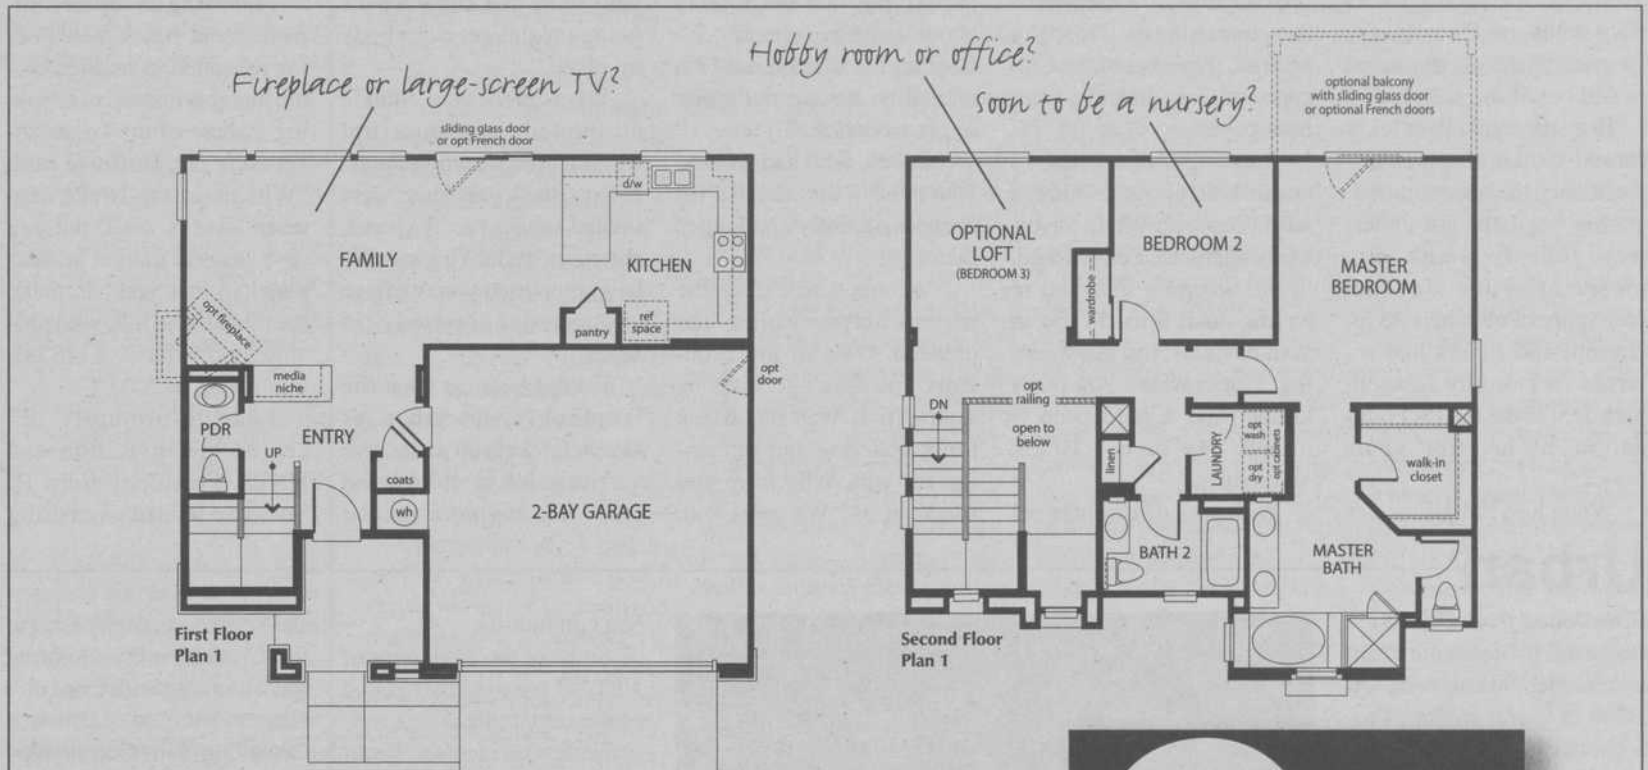 Fireplace or large-screen TV?
sliding glass door
or opt French door
d/w
FAMILY
KITCHEN
opt fireplace
pantry
ref
space
media
niche
opt
door
PDR
ENTRY
UP
coats
wh
2-BAY GARAGE
First Floor
Plan 1
Hobby room or office?
Soon to be a nursery?
optional balcony
with sliding glass door
or optional French doors
OPTIONAL
LOFT
(BEDROOM 3)
BEDROOM 2
wardrobe
MASTER
BEDROOM
DN
opt
railing
open to
below
linen
LAUNDRY
opt
wash
opt
dry
opt cabinets
walk-in
closet
BATH 2
MASTER
BATH
Second Floor
Plan 1